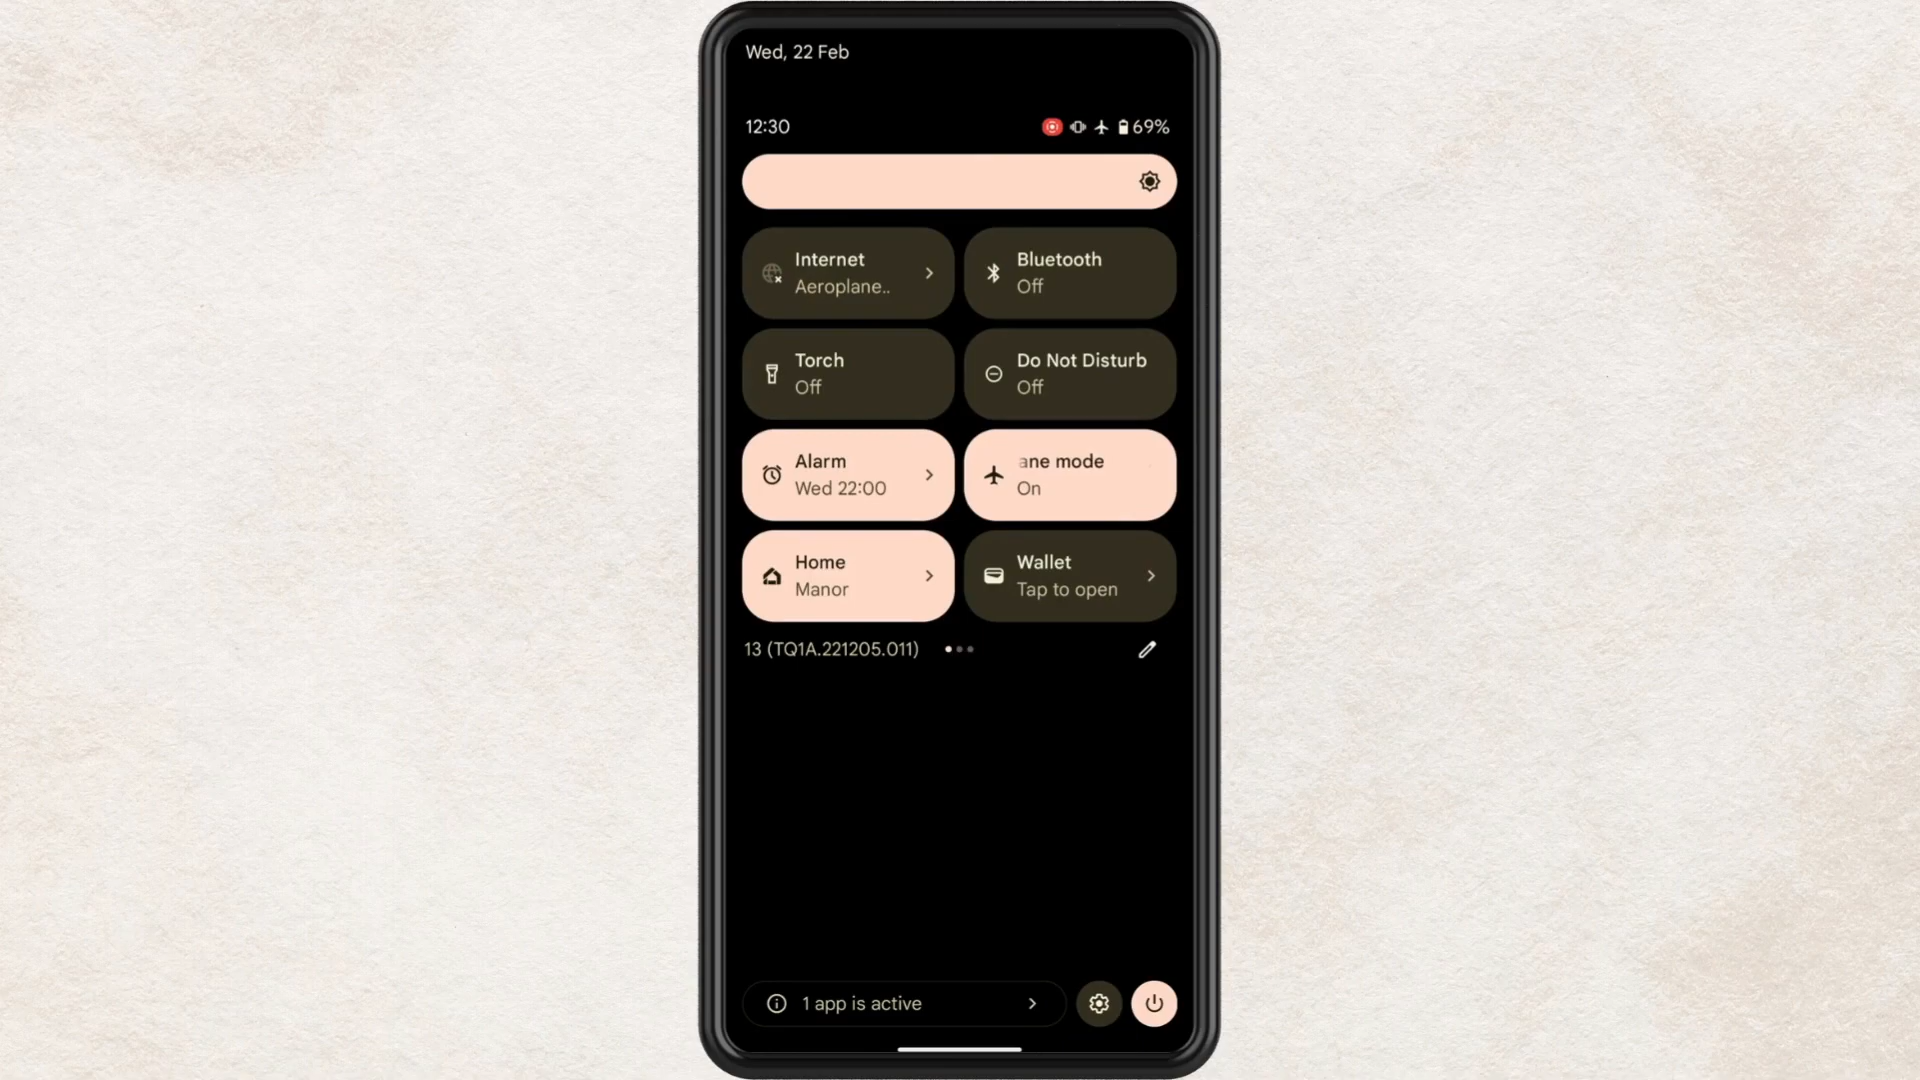 Wed, 22 Feb
12:30
69%
Internet
Aeroplane..
Bluetooth
Off
Torch
Off
Do Not Disturb
Off
Alarm
Wed 22:00
ane mode
On
Home
Manor
Wallet
Tap to open
13 (TQ1A.221205.011)
1 app is active